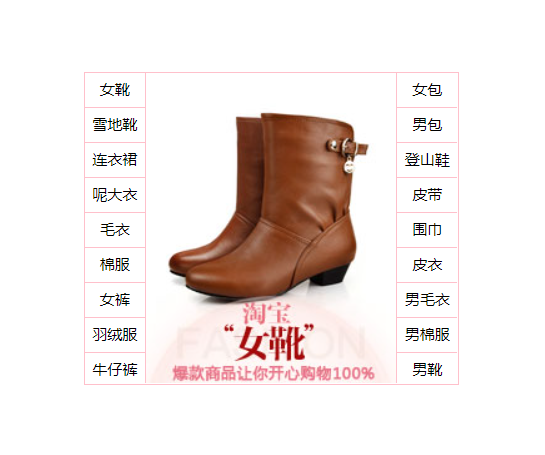 女靴
雪地靴
连衣裙
呢大衣
毛衣
棉服
女裤
羽绒服
牛仔裤
淘宝
“女靴”
FASHION
爆款商品让你开心购物100%
女包
男包
登山鞋
皮带
围巾
皮衣
男毛衣
男棉服
男靴